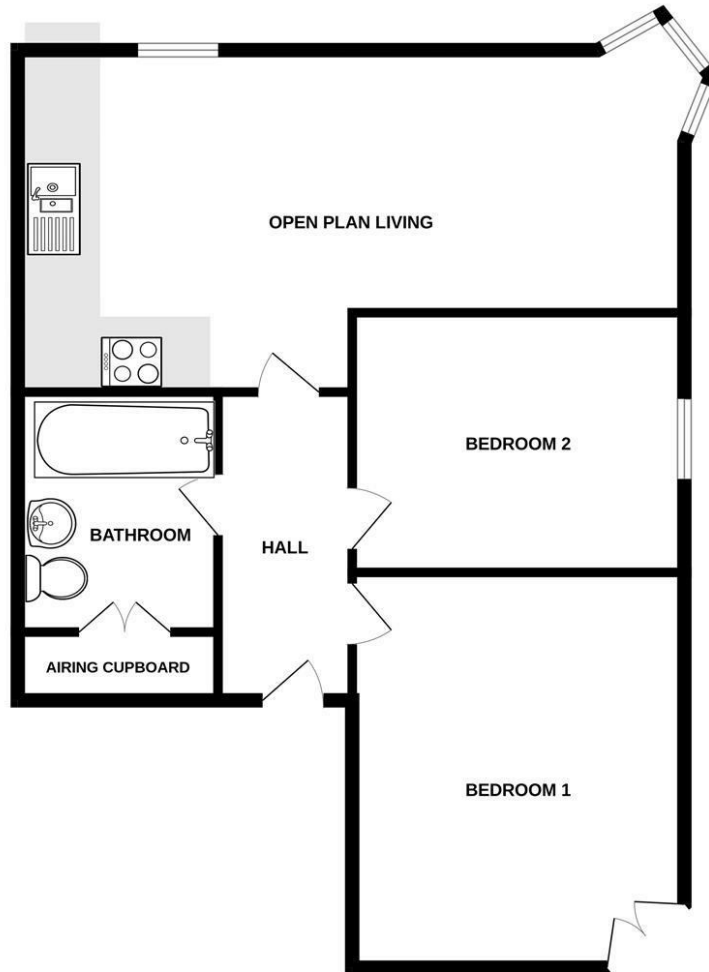 OPEN PLAN LIVING
BEDROOM 2
BATHROOM
HALL
AIRING CUPBOARD
BEDROOM 1